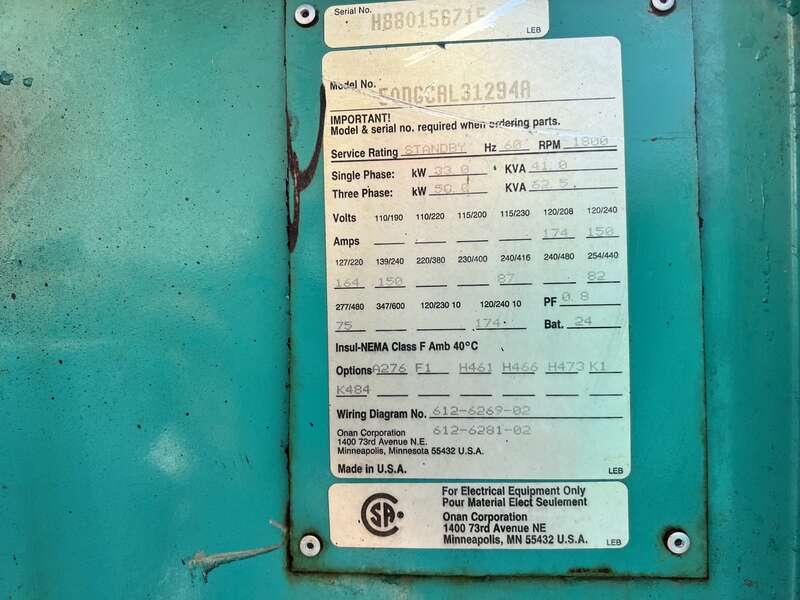 Serial No.
LEB
Model No. 50DGCAL31294A
IMPORTANT!
Model & serial no. required when ordering parts.
Service Rating STANDBY Hz 60 RPM 1800
Single Phase: kW 33.0 KVA 41.0
Three Phase: kW 50.0 KVA 62.5
Volts 110/190 110/220 115/200 115/230 120/208 120/240
Amps 174 150
127/220 139/240 220/380 230/400 240/416 240/480 254/440
164 150 87 82
277/480 347/600 120/230 10 120/240 10 PF 0.8
75 174 Bat. 24
Insul-NEMA Class F Amb 40°C
Options A276 F1 H461 H466 H473 K1
K484
Wiring Diagram No. 612-6269-02
Onan Corporation 612-6281-02
1400 73rd Avenue N.E.
Minneapolis, Minnesota 55432 U.S.A.
Made in U.S.A. LEB
SA
For Electrical Equipment Only
Pour Material Elect Seulement
Onan Corporation
1400 73rd Avenue NE
Minneapolis, MN 55432 U.S.A. LEB